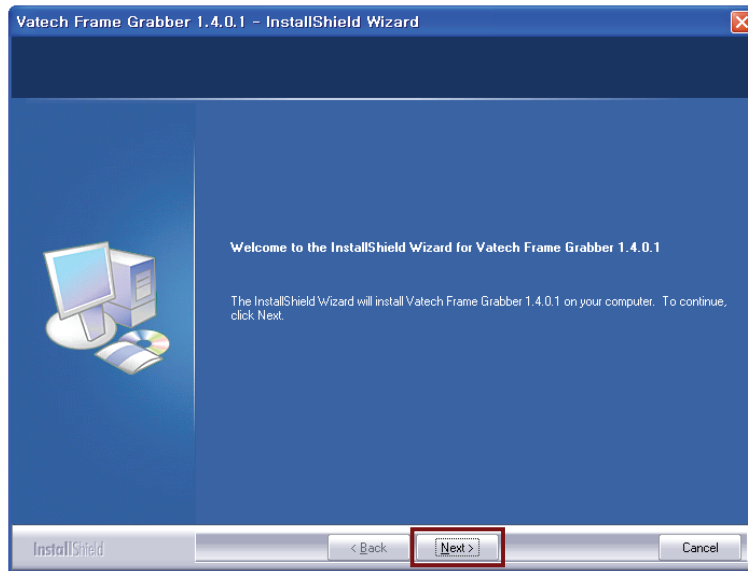 Vatech Frame Grabber 1.4.0.1 - InstallShield Wizard
Welcome to the InstallShield Wizard for Vatech Frame Grabber 1.4.0.1
The InstallShield Wizard will install Vatech Frame Grabber 1.4.0.1 on your computer. To continue,
click Next.
InstallShield
< Back Next > Cancel